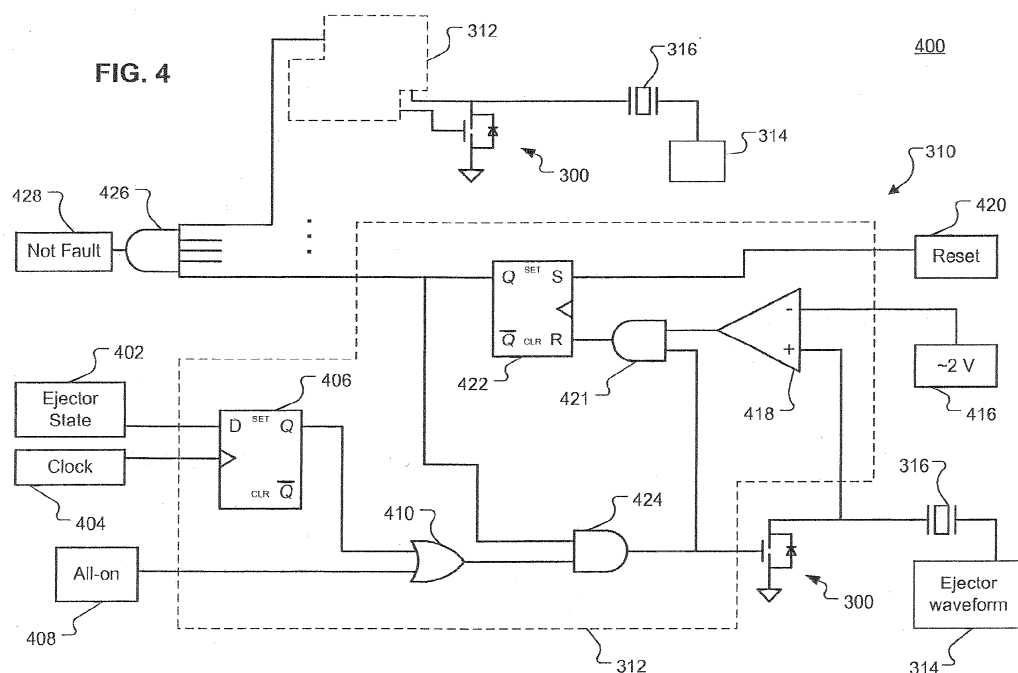 FIG. 4
400
312
316
314
300
310
428
Not Fault
426
420
Reset
Q SET S
Q CLR R
422
421
418
~2 V
416
402
Ejector
State
406
D SET Q
CLR Q
Clock
404
410
424
All-on
408
316
300
Ejector
waveform
314
312